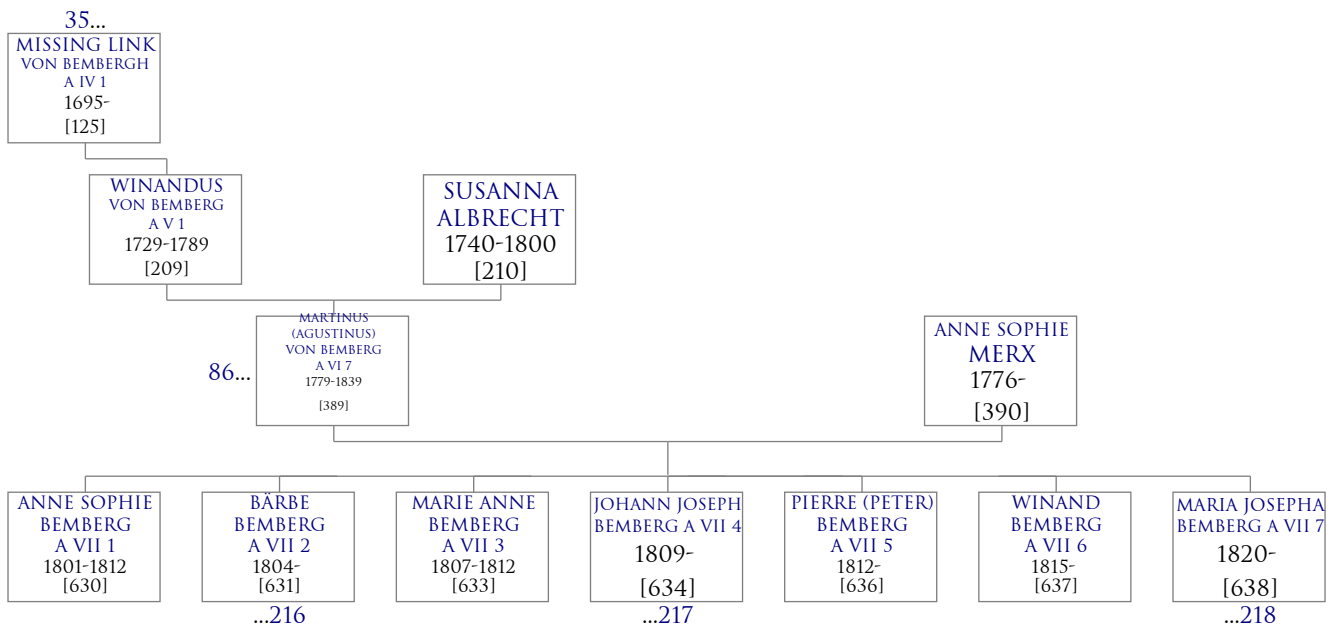 35...
MISSING LINK
VON BEMBERGH
A IV 1
1695-
[125]
WINANDUS
VON BEMBERG
A V 1
1729-1789
[209]
SUSANNA
ALBRECHT
1740-1800
[210]
86...
MARTINUS
(AGUSTINUS)
VON BEMBERG
A VI 7
1779-1839
[389]
ANNE SOPHIE
MERX
1776-
[390]
ANNE SOPHIE
BEMBERG
A VII 1
1801-1812
[630]
BÄRBE
BEMBERG
A VII 2
1804-
[631]
...216
MARIE ANNE
BEMBERG
A VII 3
1807-1812
[633]
JOHANN JOSEPH
BEMBERG A VII 4
1809-
[634]
...217
PIERRE (PETER)
BEMBERG
A VII 5
1812-
[636]
WINAND
BEMBERG
A VII 6
1815-
[637]
MARIA JOSEPHA
BEMBERG A VII 7
1820-
[638]
...218